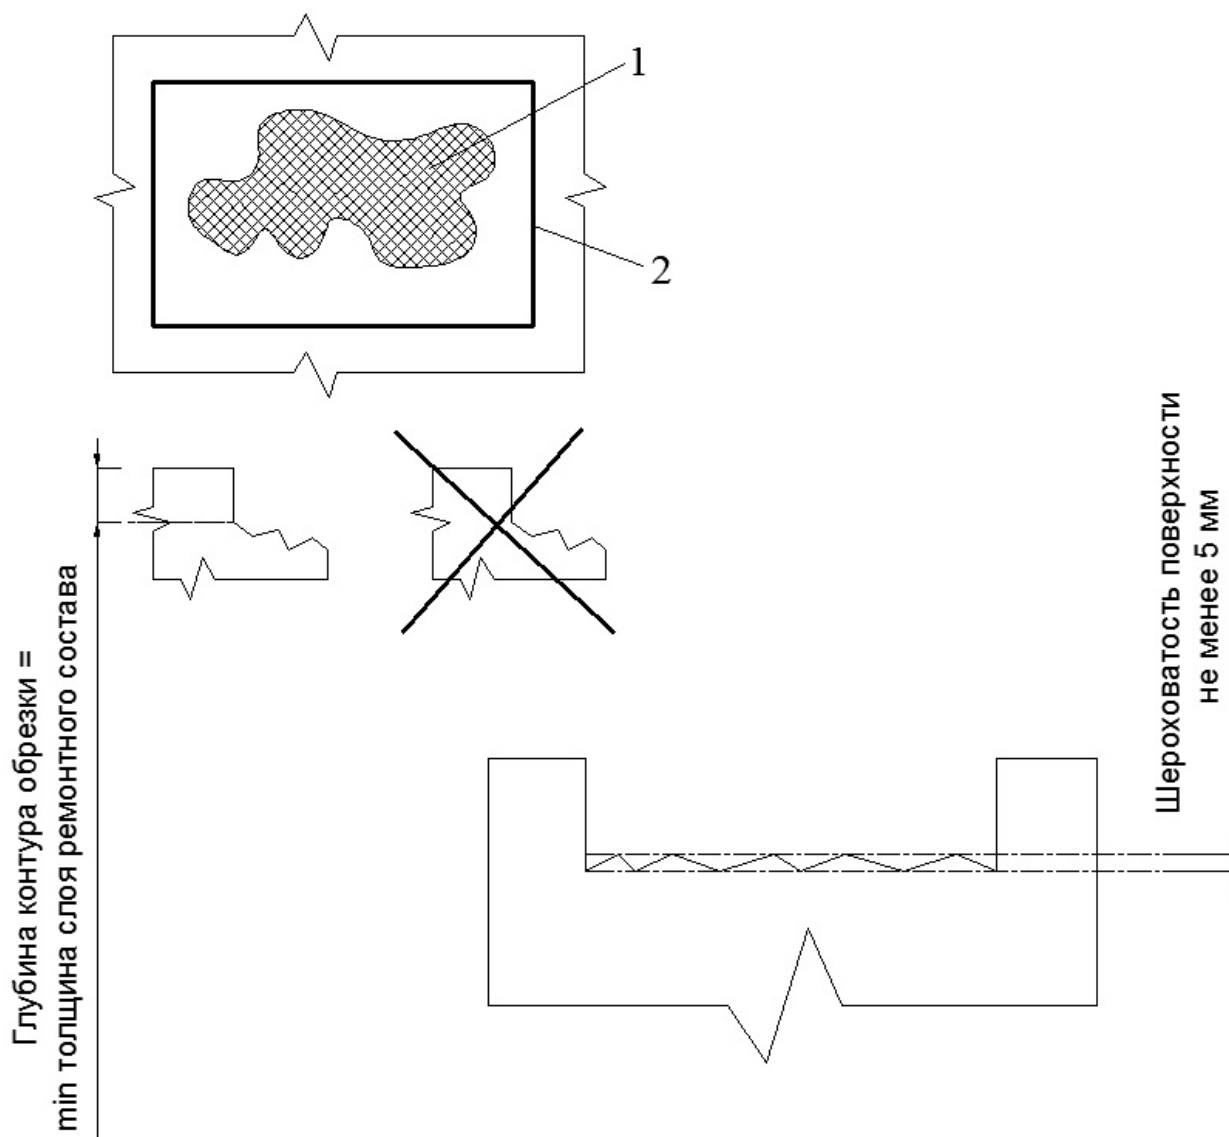 1
2
Глубина контура обрезки =
min толщина слоя ремонтного состава
Шероховатость поверхности
не менее 5 мм